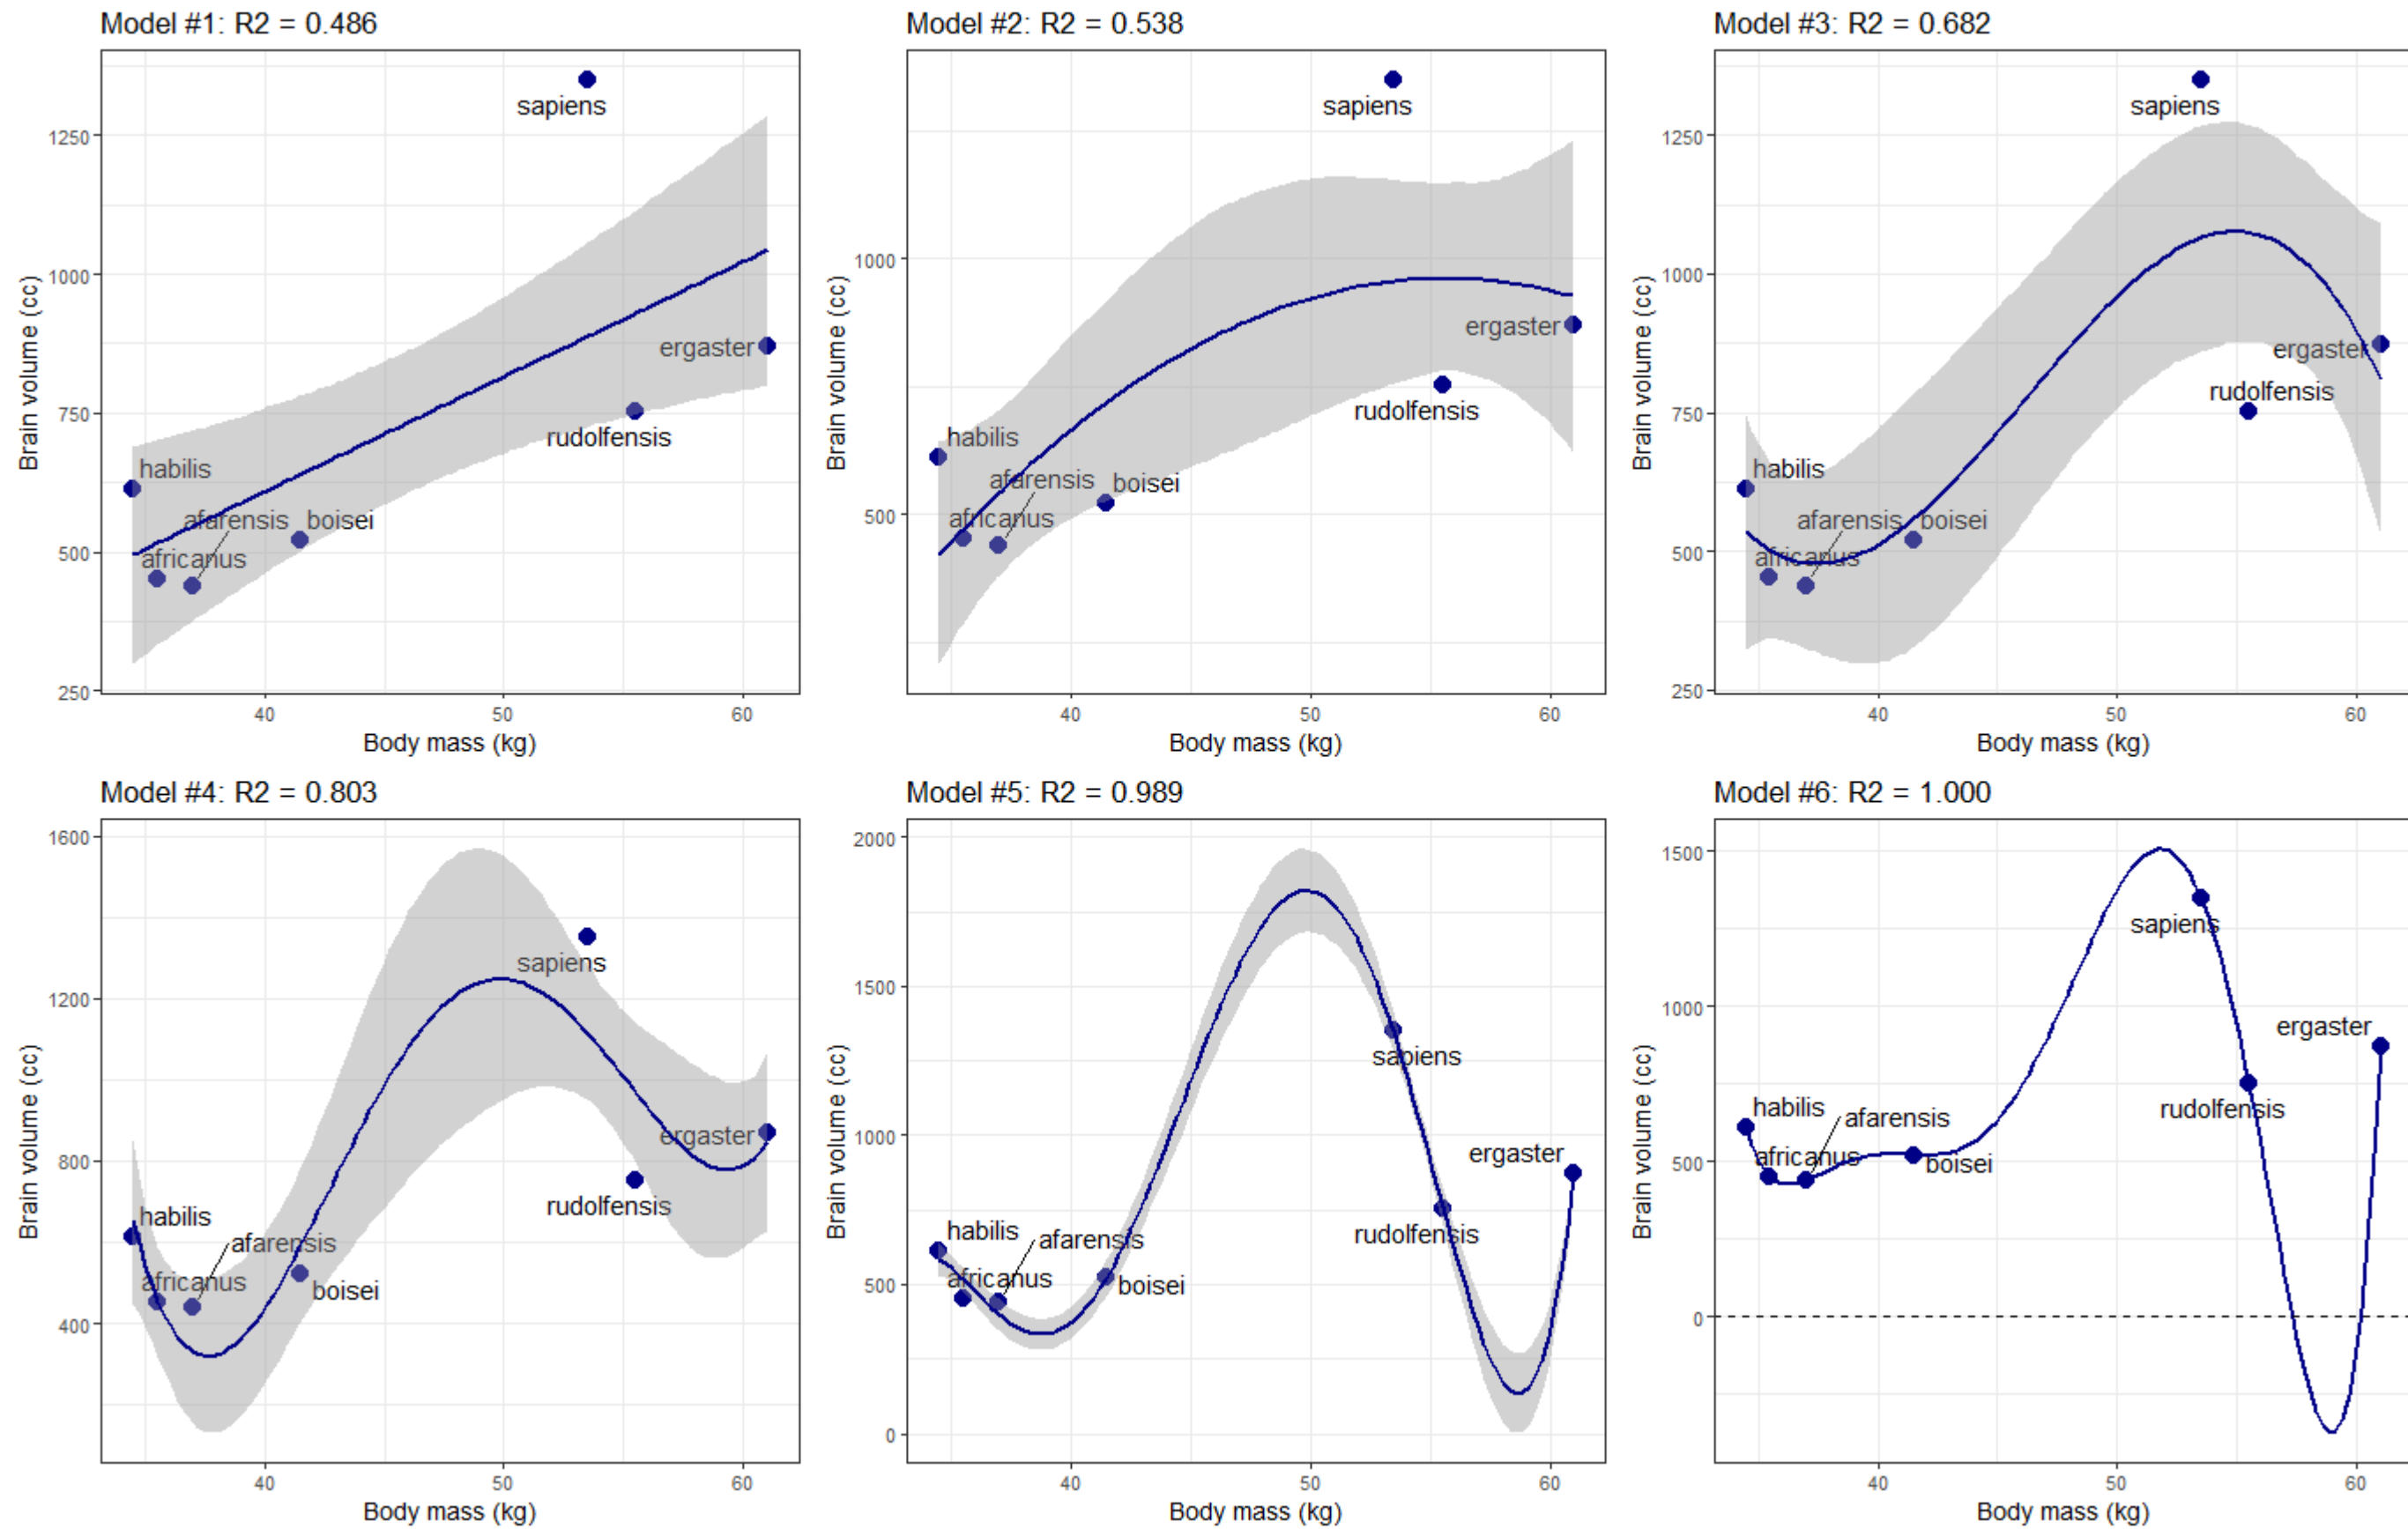 Model #1: R2 = 0.486
Brain volume (cc)
1250
1000
750
500
250
sapiens
ergaster
rudolfensis
habilis
afarensis
boisei
africanus
40
50
60
Body mass (kg)
Model #2: R2 = 0.538
Brain volume (cc)
1000
500
sapiens
ergaster
rudolfensis
habilis
afarensis
boisei
africanus
40
50
60
Body mass (kg)
Model #3: R2 = 0.682
Brain volume (cc)
1250
1000
750
500
250
sapiens
ergaster
rudolfensis
habilis
afarensis
boisei
africanus
40
50
60
Body mass (kg)
Model #4: R2 = 0.803
Brain volume (cc)
1600
1200
800
400
sapiens
ergaster
rudolfensis
habilis
afarensis
africanus
boisei
40
50
60
Body mass (kg)
Model #5: R2 = 0.989
Brain volume (cc)
2000
1500
1000
500
0
sapiens
ergaster
rudolfensis
habilis
afarensis
africanus
boisei
40
50
60
Body mass (kg)
Model #6: R2 = 1.000
Brain volume (cc)
1500
1000
500
0
sapiens
ergaster
habilis
rudolfensis
afarensis
africanus
boisei
40
50
60
Body mass (kg)